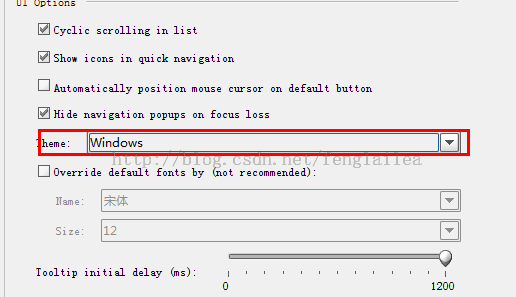 UI Options
Cyclic scrolling in list
Show icons in quick navigation
Automatically position mouse cursor on default button
Hide navigation popups on focus loss
Theme: Windows
http://blog.csdn.net/fenglailea
Override default fonts by (not recommended):
Name: 宋体
Size: 12
Tooltip initial delay (ms):
0 1200